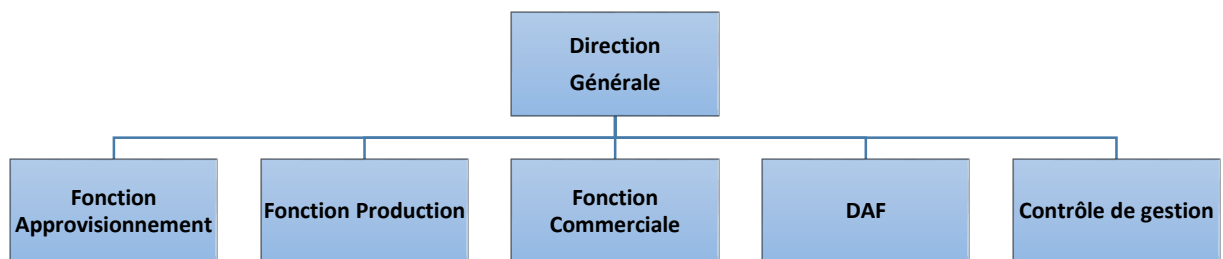 Direction
Générale
Fonction
Approvisionnement
Fonction Production
Fonction
Commerciale
DAF
Contrôle de gestion